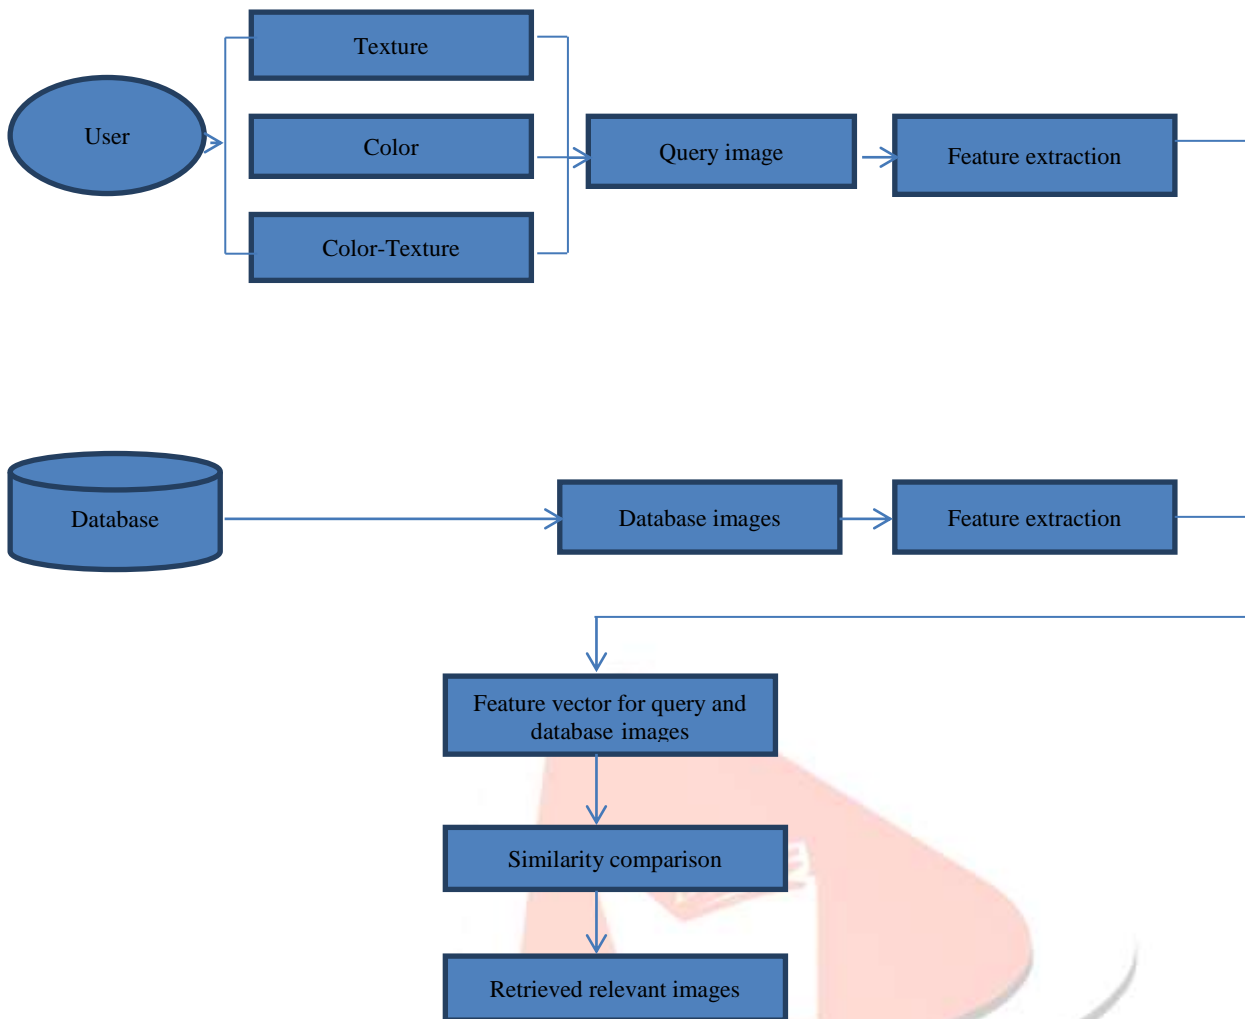 Texture
User
Color
Query image
Feature extraction
Color-Texture
Database
Database images
Feature extraction
Feature vector for query and
database images
Similarity comparison
Retrieved relevant images